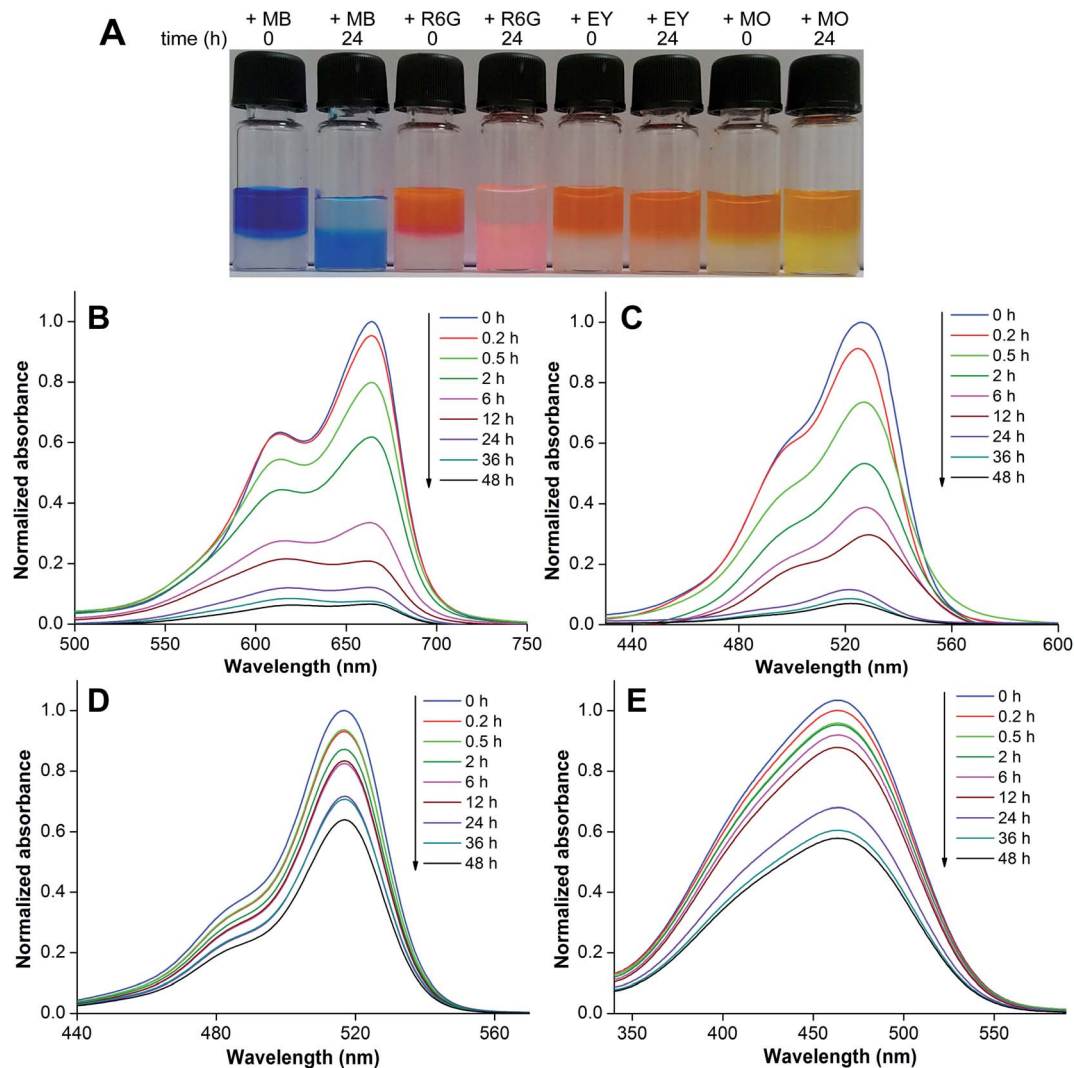 A
+ MB + MB + R6G + R6G + EY + EY + MO + MO
time (h) 0 24 0 24 0 24 0 24
B
Normalized absorbance
1.0
0.8
0.6
0.4
0.2
0.0
500 550 600 650 700 750
Wavelength (nm)
0 h
0.2 h
0.5 h
2 h
6 h
12 h
24 h
36 h
48 h
C
Normalized absorbance
1.0
0.8
0.6
0.4
0.2
0.0
440 480 520 560 600
Wavelength (nm)
0 h
0.2 h
0.5 h
2 h
6 h
12 h
24 h
36 h
48 h
D
Normalized absorbance
1.0
0.8
0.6
0.4
0.2
0.0
440 480 520 560
Wavelength (nm)
0 h
0.2 h
0.5 h
2 h
6 h
12 h
24 h
36 h
48 h
E
Normalized absorbance
1.0
0.8
0.6
0.4
0.2
0.0
350 400 450 500 550
Wavelength (nm)
0 h
0.2 h
0.5 h
2 h
6 h
12 h
24 h
36 h
48 h